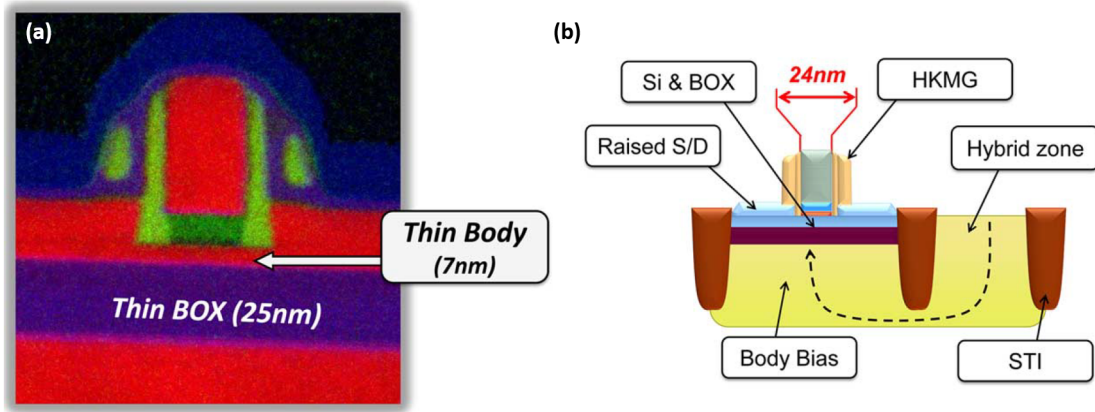 (a)
Thin Body
(7nm)
Thin BOX (25nm)
(b)
24nm
Si & BOX
HKMG
Raised S/D
Hybrid zone
Body Bias
STI